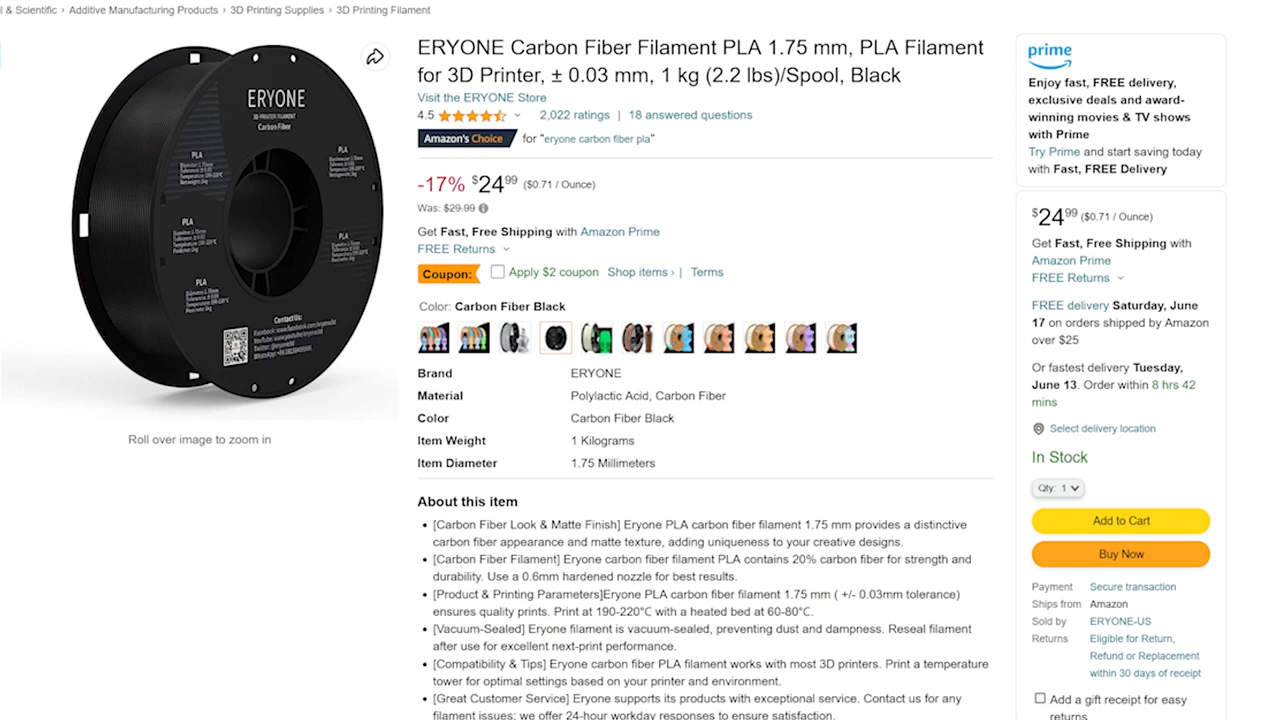 l & Scientific › Additive Manufacturing Products › 3D Printing Supplies › 3D Printing Filament
ERYONE
3D-PRINTER FILAMENT
Carbon Fiber
PLA
PLA
PLA
PLA
PLA
Contact Us:
Roll over image to zoom in
ERYONE Carbon Fiber Filament PLA 1.75 mm, PLA Filament
for 3D Printer, ± 0.03 mm, 1 kg (2.2 lbs)/Spool, Black
Visit the ERYONE Store
4.5 2,022 ratings | 18 answered questions
Amazon's Choice for "eryone carbon fiber pla"
-17% $24 99 ($0.71 / Ounce)
Was: $29.99
Get Fast, Free Shipping with Amazon Prime
FREE Returns
Coupon: Apply $2 coupon Shop items › | Terms
Color: Carbon Fiber Black
Brand ERYONE
Material Polylactic Acid, Carbon Fiber
Color Carbon Fiber Black
Item Weight 1 Kilograms
Item Diameter 1.75 Millimeters
About this item
• [Carbon Fiber Look & Matte Finish] Eryone PLA carbon fiber filament 1.75 mm provides a distinctive
carbon fiber appearance and matte texture, adding uniqueness to your creative designs.
• [Carbon Fiber Filament] Eryone carbon fiber filament PLA contains 20% carbon fiber for strength and
durability. Use a 0.6mm hardened nozzle for best results.
• [Product & Printing Parameters]Eryone PLA carbon fiber filament 1.75 mm ( +/- 0.03mm tolerance)
ensures quality prints. Print at 190-220°C with a heated bed at 60-80°C.
• [Vacuum-Sealed] Eryone filament is vacuum-sealed, preventing dust and dampness. Reseal filament
after use for excellent next-print performance.
• [Compatibility & Tips] Eryone carbon fiber PLA filament works with most 3D printers. Print a temperature
tower for optimal settings based on your printer and environment.
• [Great Customer Service] Eryone supports its products with exceptional service. Contact us for any
filament issues; we offer 24-hour workday responses to ensure satisfaction.
prime
Enjoy fast, FREE delivery,
exclusive deals and award-
winning movies & TV shows
with Prime
Try Prime and start saving today
with Fast, FREE Delivery
$24 99 ($0.71 / Ounce)
Get Fast, Free Shipping with
Amazon Prime
FREE Returns
FREE delivery Saturday, June
17 on orders shipped by Amazon
over $25
Or fastest delivery Tuesday,
June 13. Order within 8 hrs 42
mins
Select delivery location
In Stock
Qty: 1
Add to Cart
Buy Now
Payment Secure transaction
Ships from Amazon
Sold by ERYONE-US
Returns Eligible for Return,
Refund or Replacement
within 30 days of receipt
Add a gift receipt for easy
returns